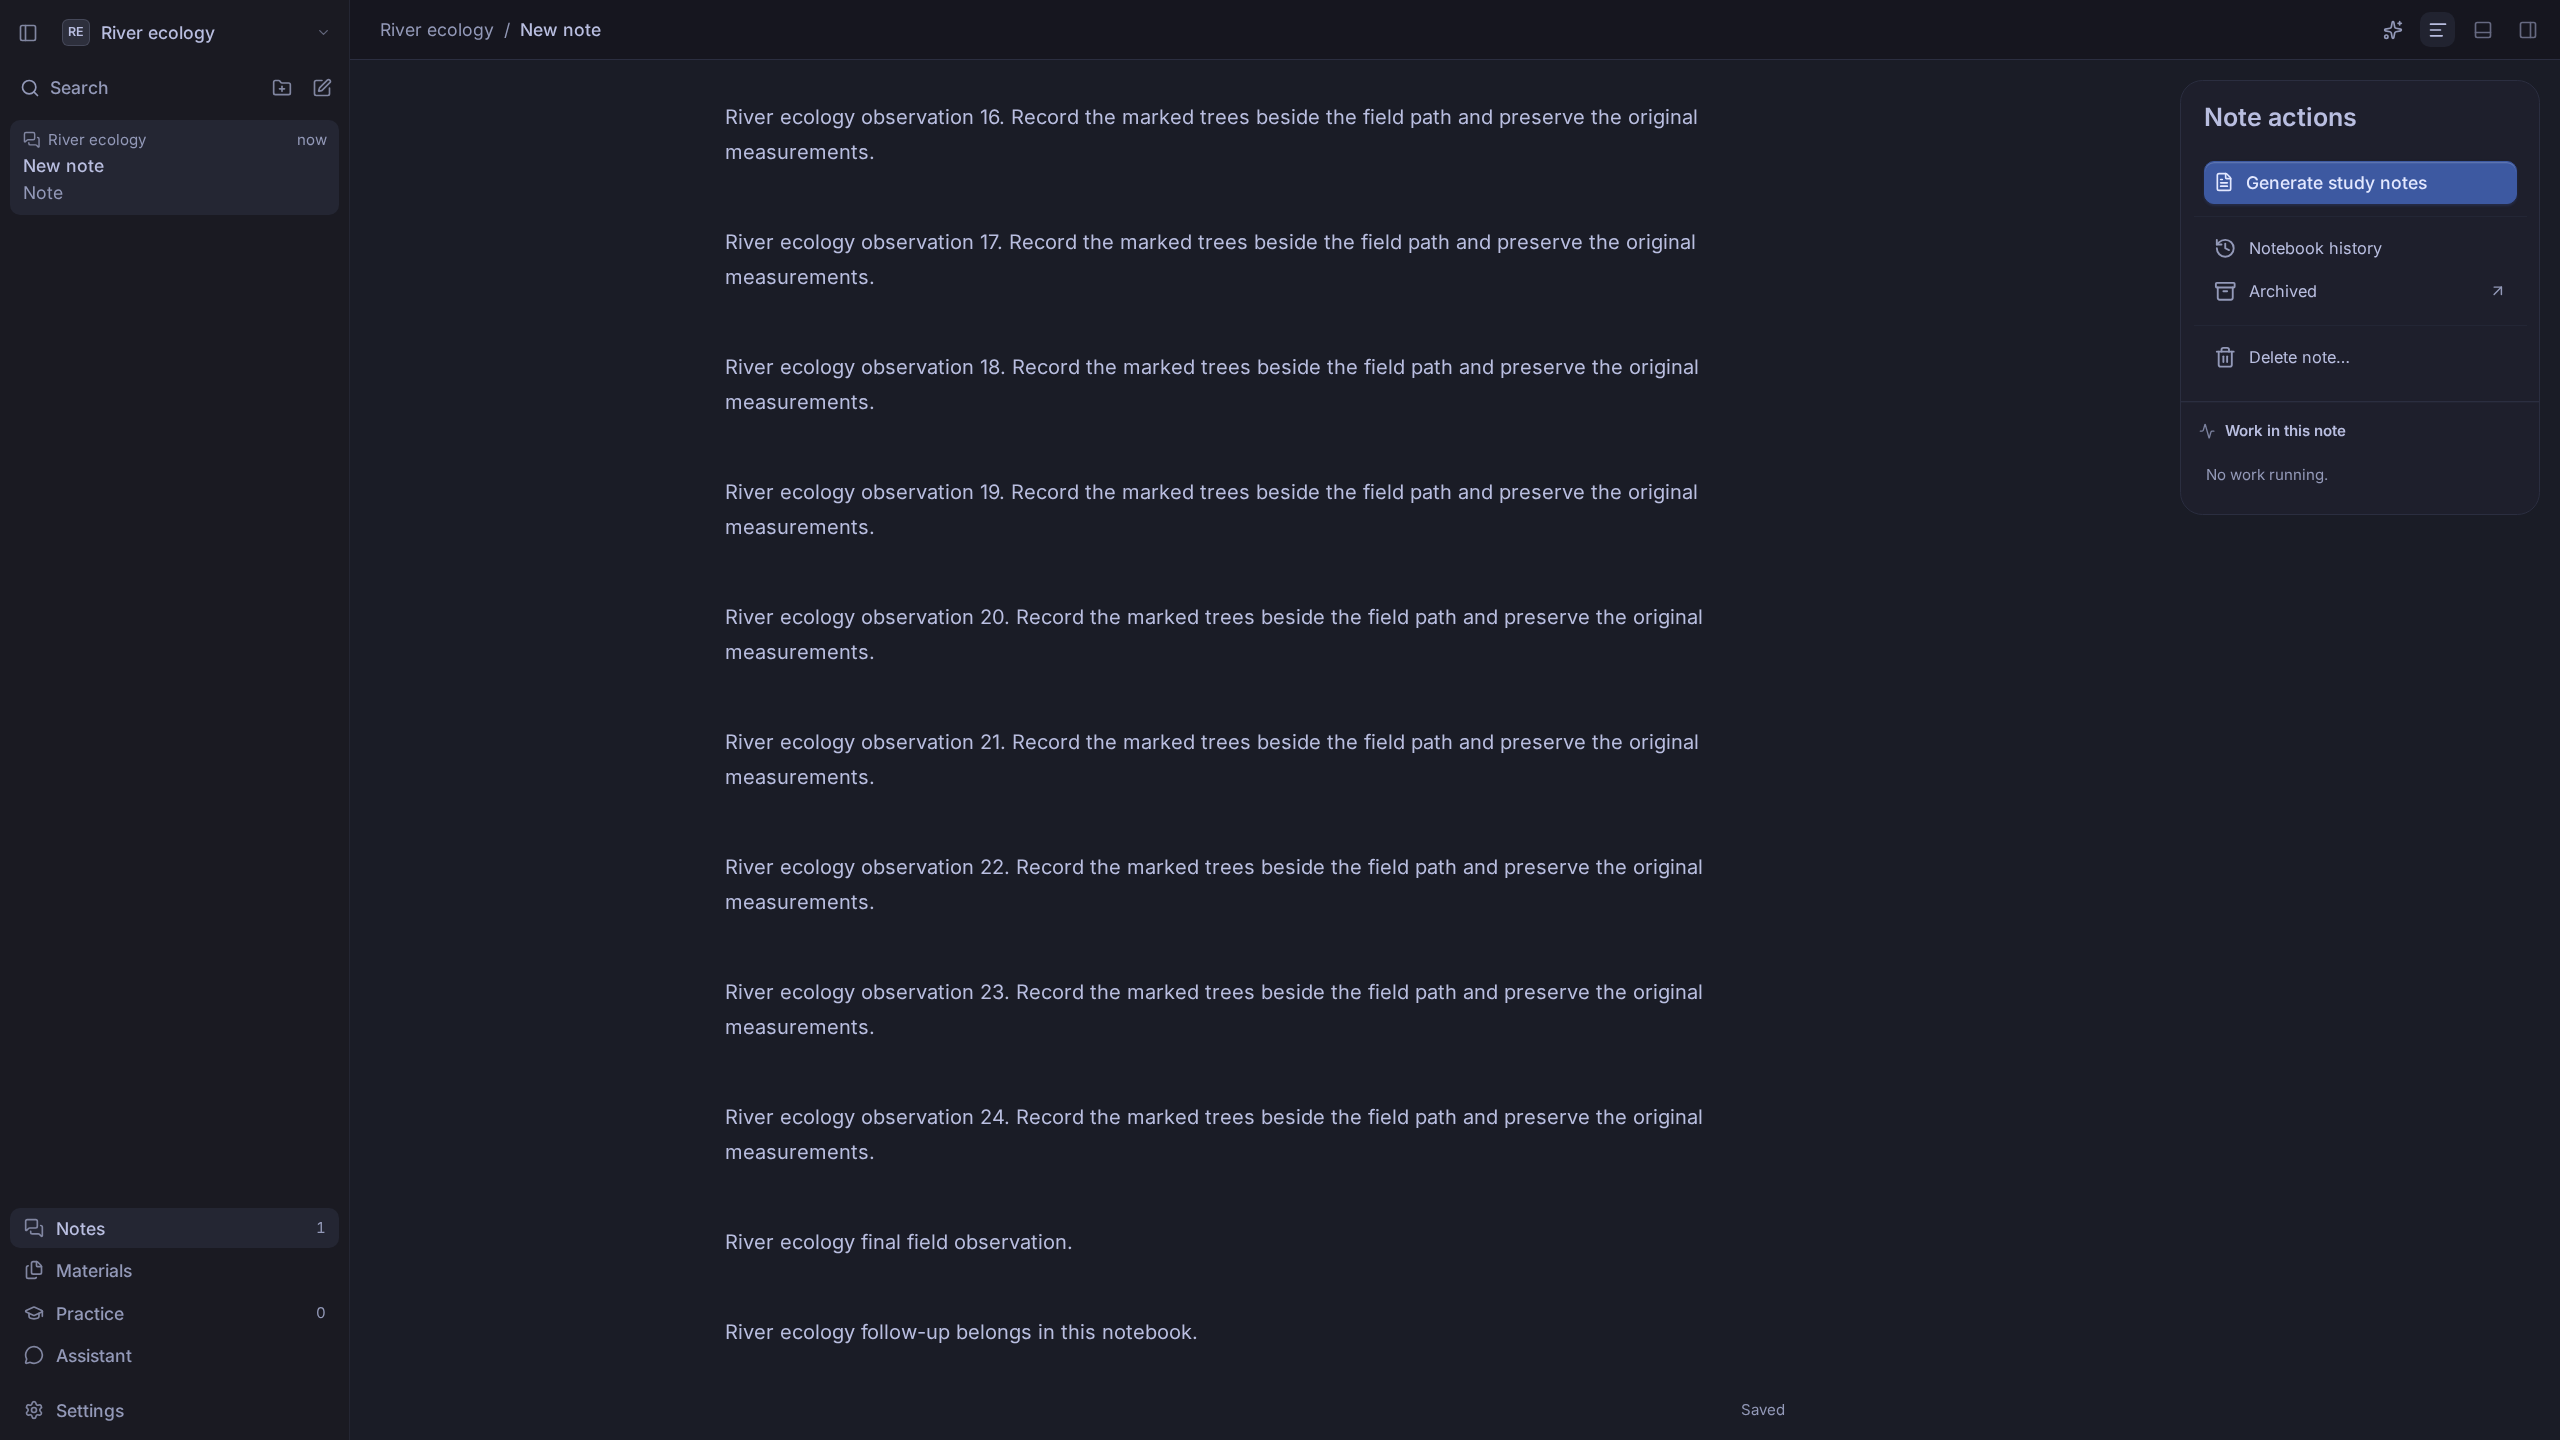 RE River ecology
Search
River ecology now
New note
Note
Notes 1
Materials
Practice 0
Assistant
Settings
River ecology / New note
River ecology observation 16. Record the marked trees beside the field path and preserve the original
measurements.
River ecology observation 17. Record the marked trees beside the field path and preserve the original
measurements.
River ecology observation 18. Record the marked trees beside the field path and preserve the original
measurements.
River ecology observation 19. Record the marked trees beside the field path and preserve the original
measurements.
River ecology observation 20. Record the marked trees beside the field path and preserve the original
measurements.
River ecology observation 21. Record the marked trees beside the field path and preserve the original
measurements.
River ecology observation 22. Record the marked trees beside the field path and preserve the original
measurements.
River ecology observation 23. Record the marked trees beside the field path and preserve the original
measurements.
River ecology observation 24. Record the marked trees beside the field path and preserve the original
measurements.
River ecology final field observation.
River ecology follow-up belongs in this notebook.
Saved
Note actions
Generate study notes
Notebook history
Archived
Delete note...
Work in this note
No work running.